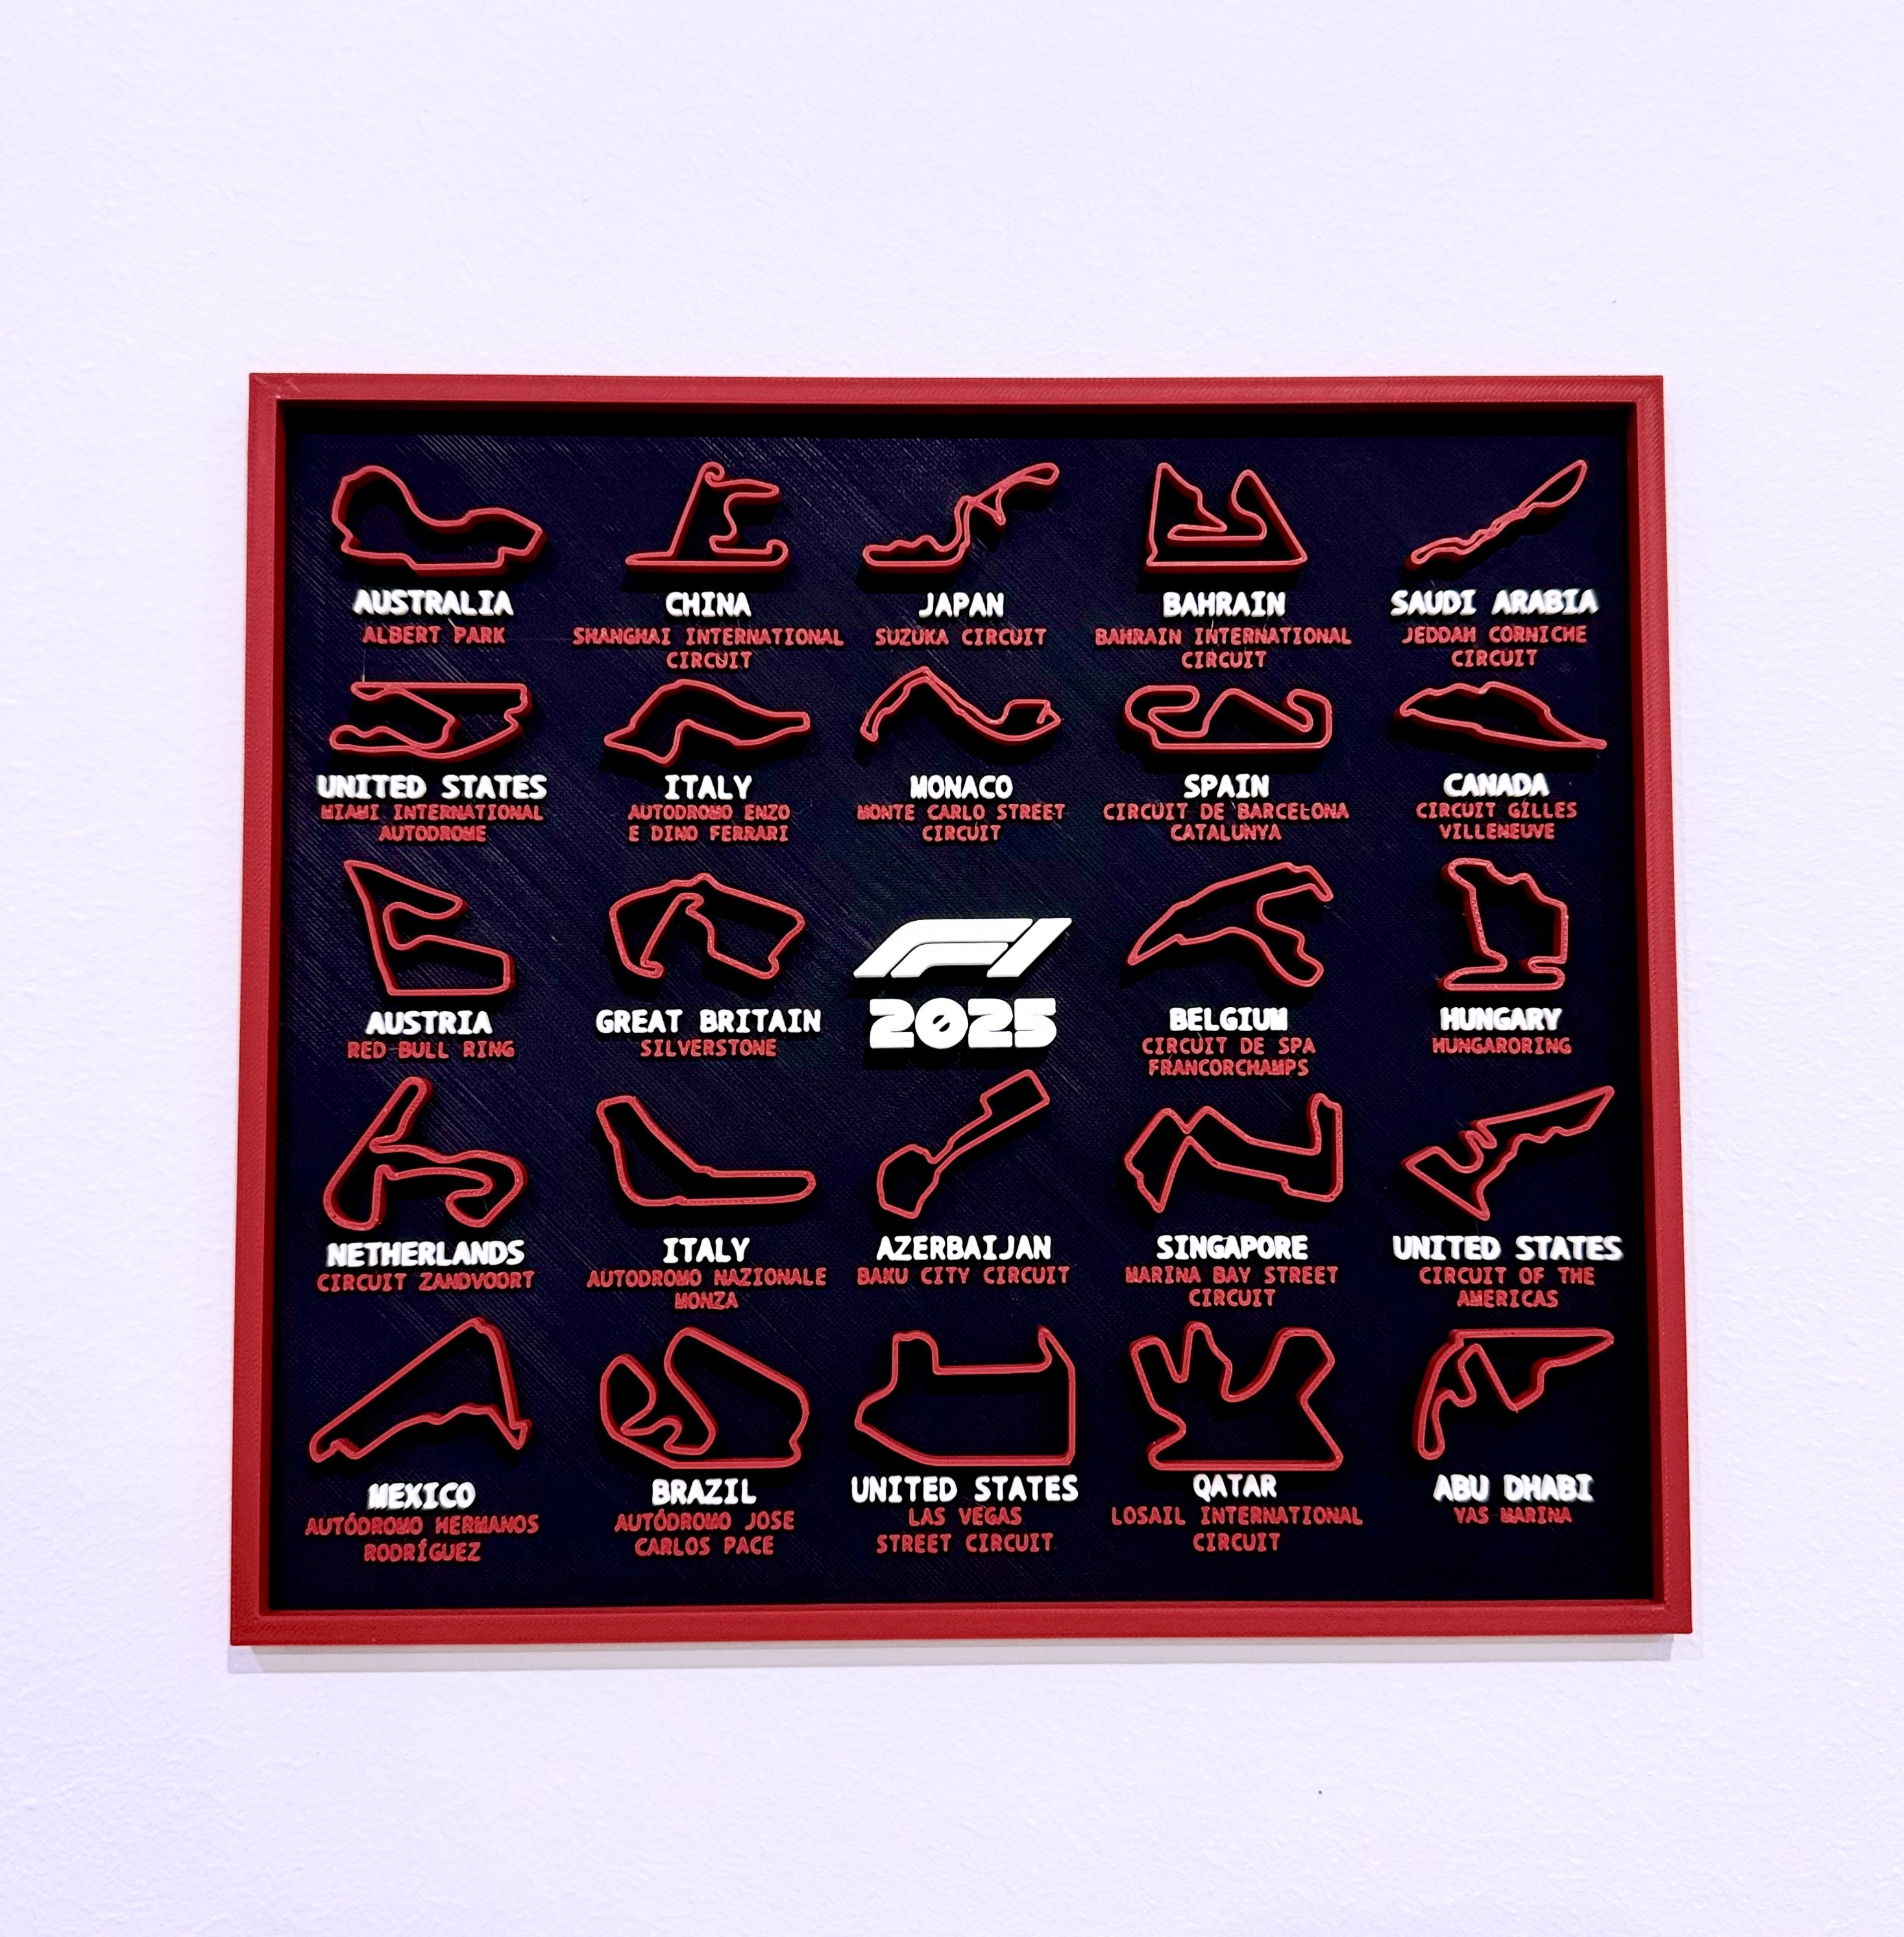 AUSTRALIA
ALBERT PARK
CHINA
SHANGHAI INTERNATIONAL
CIRCUIT
JAPAN
SUZUKA CIRCUIT
BAHRAIN
BAHRAIN INTERNATIONAL
CIRCUIT
SAUDI ARABIA
JEDDAH CORNICHE
CIRCUIT
UNITED STATES
MIAMI INTERNATIONAL
AUTODROME
ITALY
AUTODROMO ENZO
E DINO FERRARI
MONACO
MONTE CARLO STREET
CIRCUIT
SPAIN
CIRCUIT DE BARCELONA
CATALUNYA
CANADA
CIRCUIT GILLES
VILLENEUVE
AUSTRIA
RED BULL RING
GREAT BRITAIN
SILVERSTONE
F1
2025
BELGIUM
CIRCUIT DE SPA
FRANCORCHAMPS
HUNGARY
HUNGARORING
NETHERLANDS
CIRCUIT ZANDVOORT
ITALY
AUTODROMO NAZIONALE
MONZA
AZERBAIJAN
BAKU CITY CIRCUIT
SINGAPORE
MARINA BAY STREET
CIRCUIT
UNITED STATES
CIRCUIT OF THE
AMERICAS
MEXICO
AUTÓDROMO HERMANOS
RODRÍGUEZ
BRAZIL
AUTÓDROMO JOSE
CARLOS PACE
UNITED STATES
LAS VEGAS
STREET CIRCUIT
QATAR
LOSAIL INTERNATIONAL
CIRCUIT
ABU DHABI
YAS MARINA